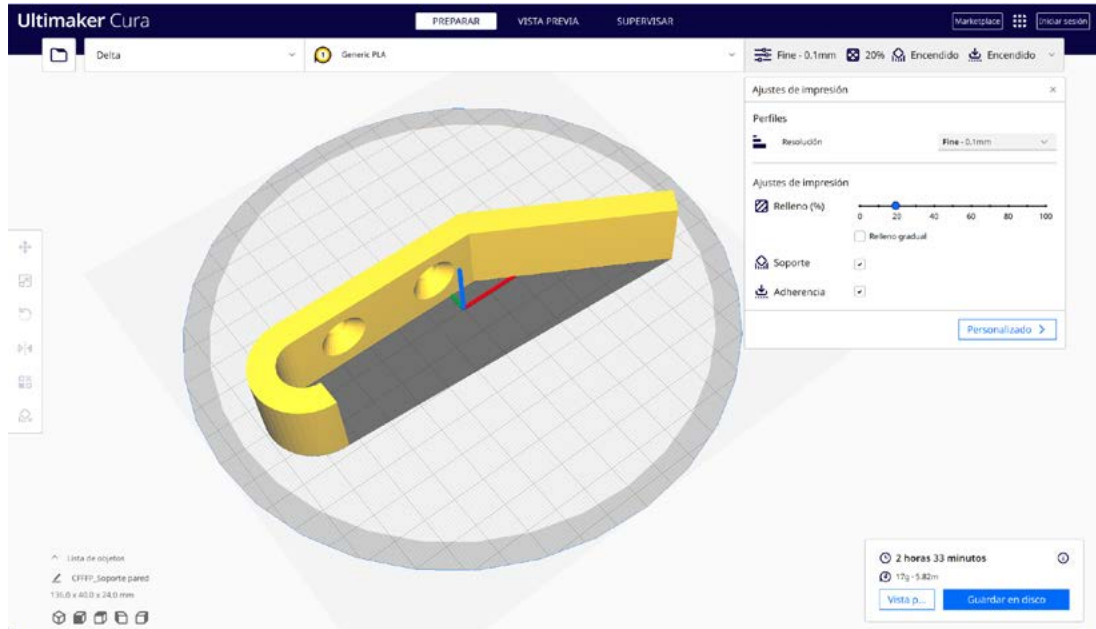 Ultimaker Cura
PREPARAR VISTA PREVIA SUPERVISAR
Marketplace Iniciar sesión
Delta
1 Generic PLA
Fine - 0.1mm 20% Encendido Encendido
Ajustes de impresión
Perfiles
Resolución Fine - 0.1mm
Ajustes de impresión
Relleno (%)
0 20 40 60 80 100
Relleno gradual
Soporte
Adherencia
Personalizado
Lista de objetos
CFFFP_Soporte pared
136.0 x 40.0 x 24.0 mm
2 horas 33 minutos
17g · 5.82m
Vista p... Guardar en disco